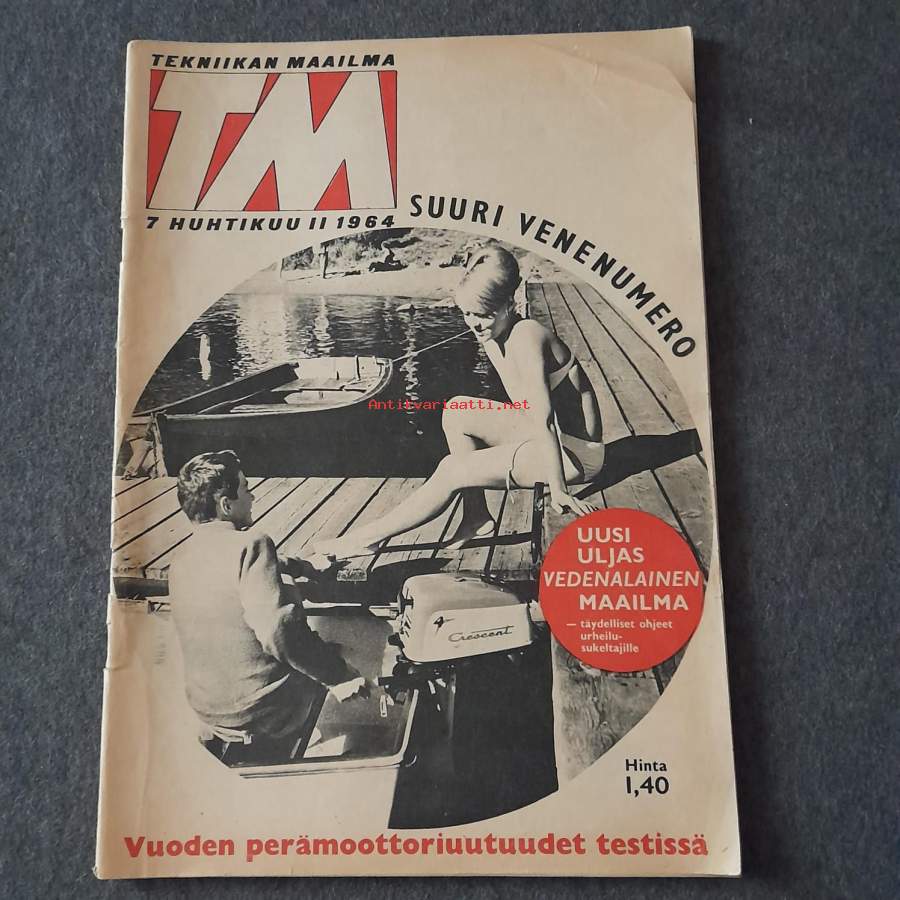 TEKNIIKAN MAAILMA
TM
7 HUHTIKUU II 1964
SUURI VENENUMERO
Antikvariaatti.net
4
Crescent
UUSI
ULJAS
VEDENALAINEN
MAAILMA
— täydelliset ohjeet
urheilu-
sukeltajille
Hinta
1,40
Vuoden perämoottoriuutuudet testissä